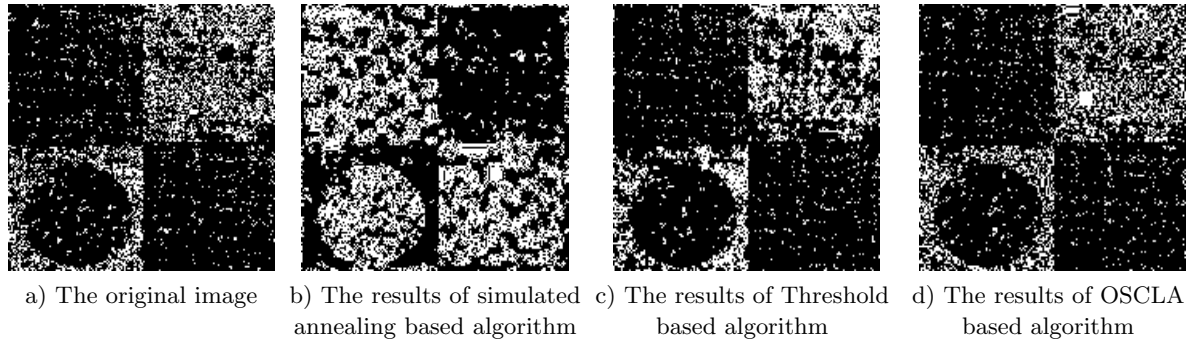 a) The original image
b) The results of simulated
annealing based algorithm
c) The results of Threshold
based algorithm
d) The results of OSCLA
based algorithm